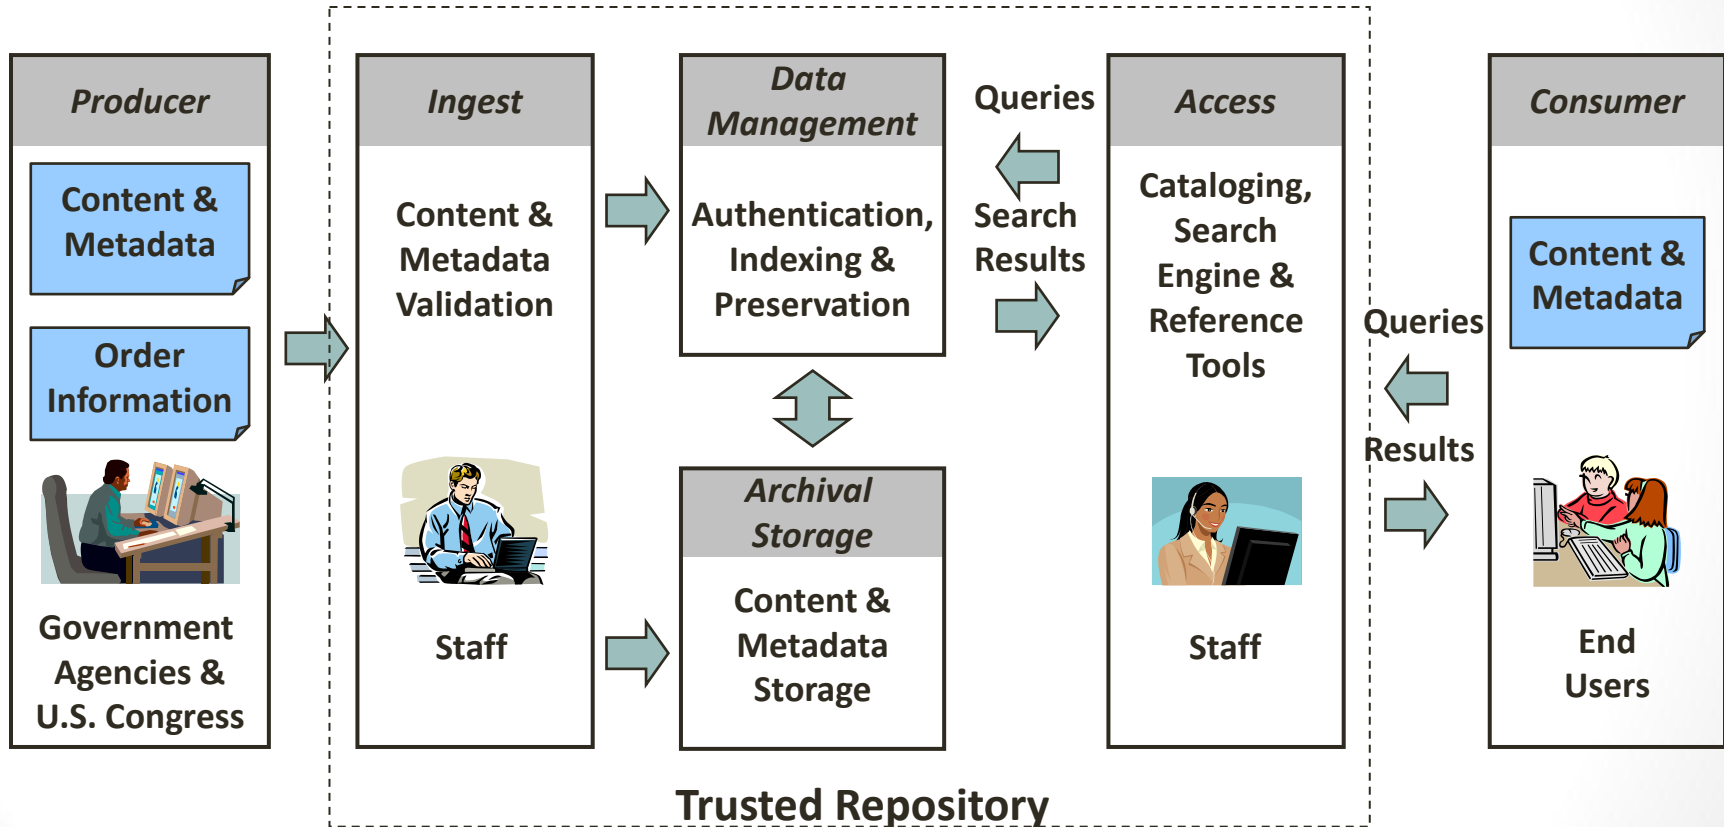 Producer
Content &
Metadata
Order
Information
Government
Agencies &
U.S. Congress
Ingest
Content &
Metadata
Validation
Staff
Data
Management
Authentication,
Indexing &
Preservation
Archival
Storage
Content &
Metadata
Storage
Queries
Search
Results
Access
Cataloging,
Search
Engine &
Reference
Tools
Staff
Queries
Results
Consumer
Content &
Metadata
End
Users
Trusted Repository